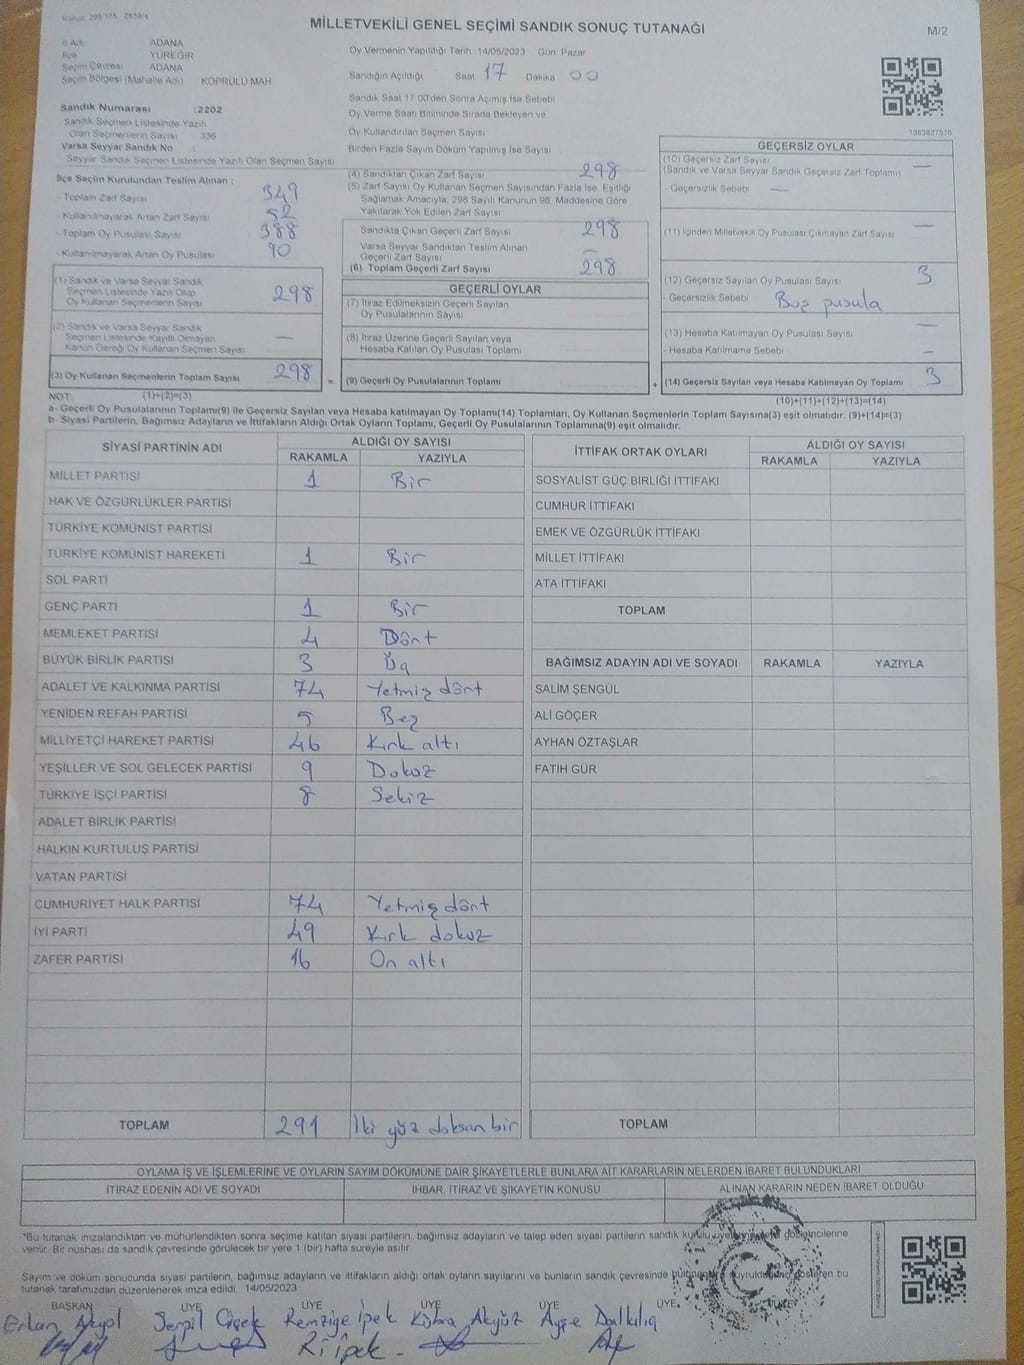 MİLLETVEKİLİ GENEL SEÇİMİ SANDIK SONUÇ TUTANAĞI
M/2
İl Adı ADANA
İlçe YÜREĞİR
Seçim Çevresi ADANA
Seçim Bölgesi (Mahalle Adı) KÖPRÜLÜ MAH
Sandık Numarası :2202
Sandık Seçmen Listesinde Yazılı
Olan Seçmenlerin Sayısı 336
Varsa Seyyar Sandık No :
Seyyar Sandık Seçmen Listesinde Yazılı Olan Seçmen Sayısı
Oy Vermenin Yapıldığı Tarih: 14/05/2023 Gün: Pazar
Sandığın Açıldığı Saat 17 Dakika 00
Sandık Saat 17:00'den Sonra Açımış İse Sebebi
Oy Verme Saati Bitiminde Sırada Bekleyen ve
Oy Kullandırılan Seçmen Sayısı
Birden Fazla Sayım Döküm Yapılmış İse Sayısı
1083827576
İlçe Seçim Kurulundan Teslim Alınan :
- Toplam Zarf Sayısı 349
- Kullanılmayarak Artan Zarf Sayısı 52
- Toplam Oy Pusulası Sayısı 388
- Kullanılmayarak Artan Oy Pusulası 90
(1) Sandık ve Varsa Seyyar Sandık
Seçmen Listesinde Yazılı Olup
Oy Kullanan Seçmenlerin Sayısı 298
(2) Sandık ve Varsa Seyyar Sandık
Seçmen Listesinde Kayıtlı Olmayan
Kanun Gereği Oy Kullanan Seçmen Sayısı —
(3) Oy Kullanan Seçmenlerin Toplam Sayısı 298
(4) Sandıktan Çıkan Zarf Sayısı 298
(5) Zarf Sayısı Oy Kullanan Seçmen Sayısından Fazla İse, Eşitliği
Sağlamak Amacıyla, 298 Sayılı Kanunun 98. Maddesine Göre
Yakılarak Yok Edilen Zarf Sayısı
Sandıkta Çıkan Geçerli Zarf Sayısı 298
Varsa Seyyar Sandıktan Teslim Alınan
Geçerli Zarf Sayısı —
(6) Toplam Geçerli Zarf Sayısı 298
GEÇERLİ OYLAR
(7) İtiraz Edilmeksizin Geçerli Sayılan
Oy Pusulalarının Sayısı
(8) İtiraz Üzerine Geçerli Sayılan veya
Hesaba Katılan Oy Pusulası Toplamı
= (9) Geçerli Oy Pusulalarının Toplamı
GEÇERSİZ OYLAR
(10) Geçersiz Zarf Sayısı —
(Sandık ve Varsa Seyyar Sandık Geçersiz Zarf Toplamı)
- Geçersizlik Sebebi —
(11) İçinden Milletvekili Oy Pusulası Çıkmayan Zarf Sayısı —
(12) Geçersiz Sayılan Oy Pusulası Sayısı 3
- Geçersizlik Sebebi Boş pusula
(13) Hesaba Katılmayan Oy Pusulası Sayısı —
- Hesaba Katılmama Sebebi —
+ (14) Geçersiz Sayılan veya Hesaba Katılmayan Oy Toplamı 3
NOT: (1)+(2)=(3) (10)+(11)+(12)+(13)=(14)
a- Geçerli Oy Pusulalarının Toplamı(9) ile Geçersiz Sayılan veya Hesaba katılmayan Oy Toplamı(14) Toplamları, Oy Kullanan Seçmenlerin Toplam Sayısına(3) eşit olmalıdır. (9)+(14)=(3)
b- Siyasi Partilerin, Bağımsız Adayların ve İttifakların Aldığı Oyların Toplamı, Geçerli Oy Pusulalarının Toplamına(9) eşit olmalıdır.
SİYASİ PARTİNİN ADI ALDIĞI OY SAYISI
RAKAMLA YAZIYLA
MİLLET PARTİSİ 1 Bir
HAK VE ÖZGÜRLÜKLER PARTİSİ
TÜRKİYE KOMÜNİST PARTİSİ
TÜRKİYE KOMÜNİST HAREKETİ 1 Bir
SOL PARTİ
GENÇ PARTİ 1 Bir
MEMLEKET PARTİSİ 4 Dört
BÜYÜK BİRLİK PARTİSİ 3 Üç
ADALET VE KALKINMA PARTİSİ 74 Yetmiş dört
YENİDEN REFAH PARTİSİ 5 Beş
MİLLİYETÇİ HAREKET PARTİSİ 46 Kırk altı
YEŞİLLER VE SOL GELECEK PARTİSİ 9 Dokuz
TÜRKİYE İŞÇİ PARTİSİ 8 Sekiz
ADALET BİRLİK PARTİSİ
HALKIN KURTULUŞ PARTİSİ
VATAN PARTİSİ
CUMHURİYET HALK PARTİSİ 74 Yetmiş dört
İYİ PARTİ 49 Kırk dokuz
ZAFER PARTİSİ 16 On altı
TOPLAM 291 İki yüz doksan bir
İTTİFAK ORTAK OYLARI ALDIĞI OY SAYISI
RAKAMLA YAZIYLA
SOSYALİST GÜÇ BİRLİĞİ İTTİFAKI
CUMHUR İTTİFAKI
EMEK VE ÖZGÜRLÜK İTTİFAKI
MİLLET İTTİFAKI
ATA İTTİFAKI
TOPLAM
BAĞIMSIZ ADAYIN ADI VE SOYADI RAKAMLA YAZIYLA
SALİM ŞENGÜL
ALİ GÖÇER
AYHAN ÖZTAŞLAR
FATİH GÜR
TOPLAM
OYLAMA İŞ VE İŞLEMLERİNE VE OYLARIN SAYIM DÖKÜMÜNE DAİR ŞİKAYETLERLE BUNLARA AİT KARARLARIN NELERDEN İBARET BULUNDUKLARI
İTİRAZ EDENİN ADI VE SOYADI İHBAR, İTİRAZ VE ŞİKAYETİN KONUSU ALINAN KARARIN NEDEN İBARET OLDUĞU
*Bu tutanak imzalandıktan ve mühürlendikten sonra seçime katılan siyasi partilerin, bağımsız adayların ve talep eden siyasi partilerin sandık kurulu gözlemcilerine
verilir. Bir nüshası da sandık çevresinde görülecek bir yere 1 (bir) hafta süreyle asılır
Sayım ve döküm sonucunda siyasi partilerin, bağımsız adayların ve ittifakların aldığı ortak oyların sayılarını ve bunların sandık çevresinde gösteren bu
tutanak tarafımızdan düzenlenerek imza edildi. 14/05/2023
BAŞKAN ÜYE ÜYE ÜYE ÜYE ÜYE
Erkan Akyol Serpil Çiçek Remziye İpek Kübra Akyüz Ayşe Dalkılıç
R. İpek